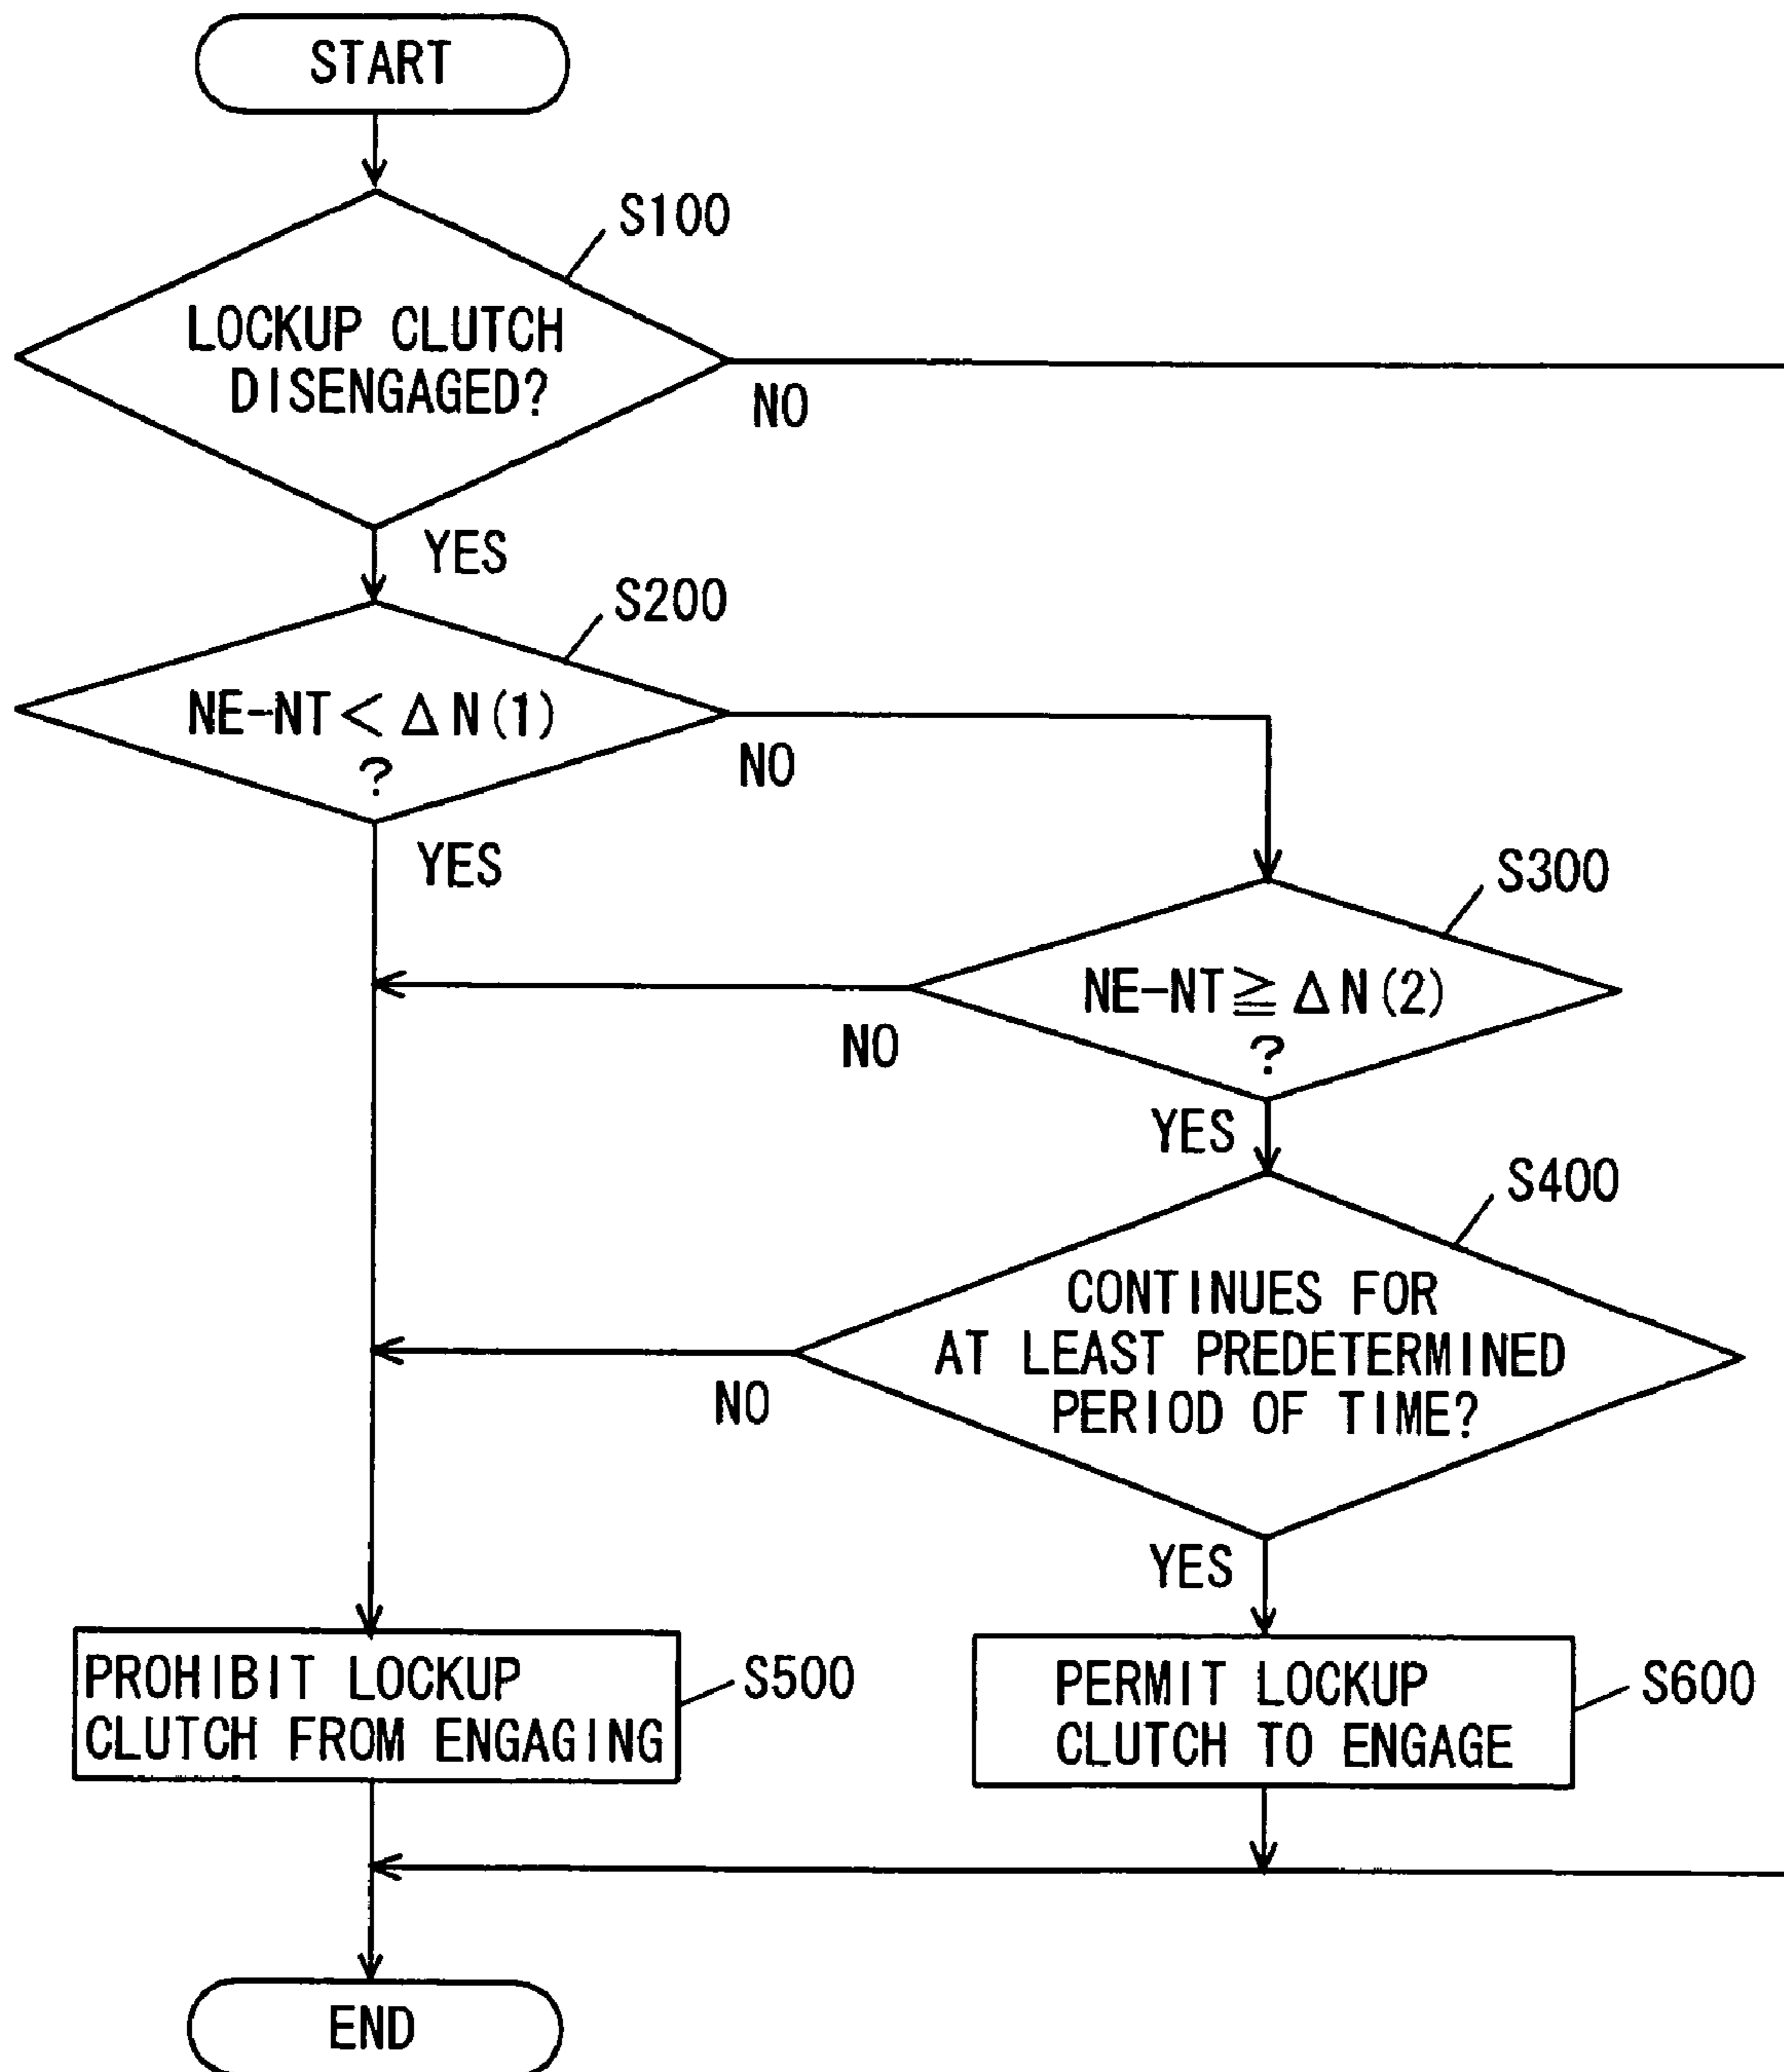 START
S100
LOCKUP CLUTCH
DISENGAGED?
NO
YES
S200
NE-NT < ΔN(1)
?
NO
YES
S300
NE-NT ≧ ΔN(2)
?
NO
YES
S400
CONTINUES FOR
AT LEAST PREDETERMINED
PERIOD OF TIME?
NO
YES
PROHIBIT LOCKUP
CLUTCH FROM ENGAGING
S500
PERMIT LOCKUP
CLUTCH TO ENGAGE
S600
END